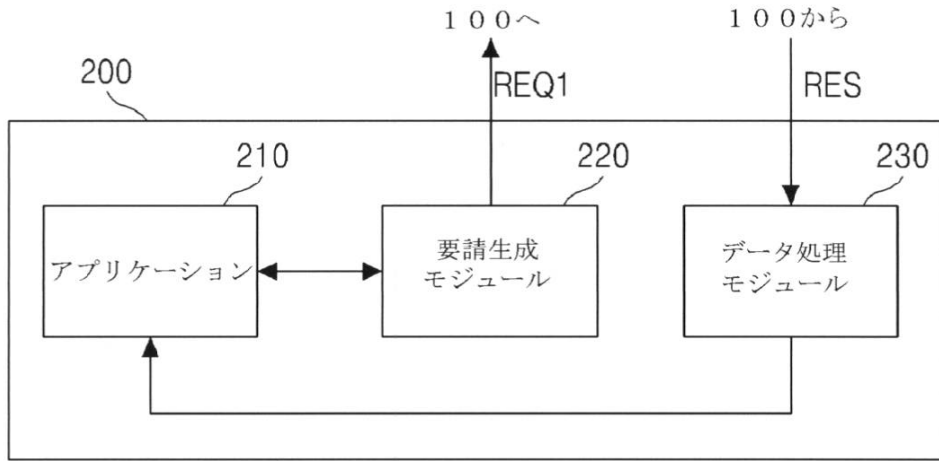 １００へ
１００から
REQ1
RES
200
210
220
230
アプリケーション
要請生成
モジュール
データ処理
モジュール